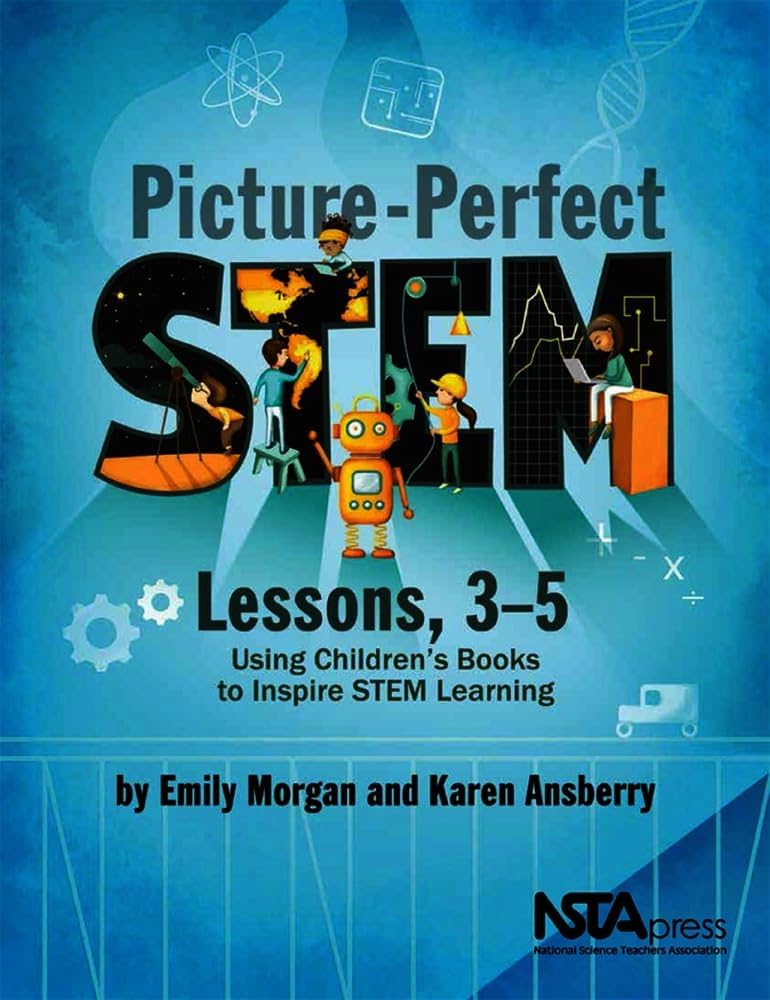 Picture-Perfect
STEM
Lessons, 3–5
Using Children's Books
to Inspire STEM Learning
by Emily Morgan and Karen Ansberry
NSTApress
National Science Teachers Association